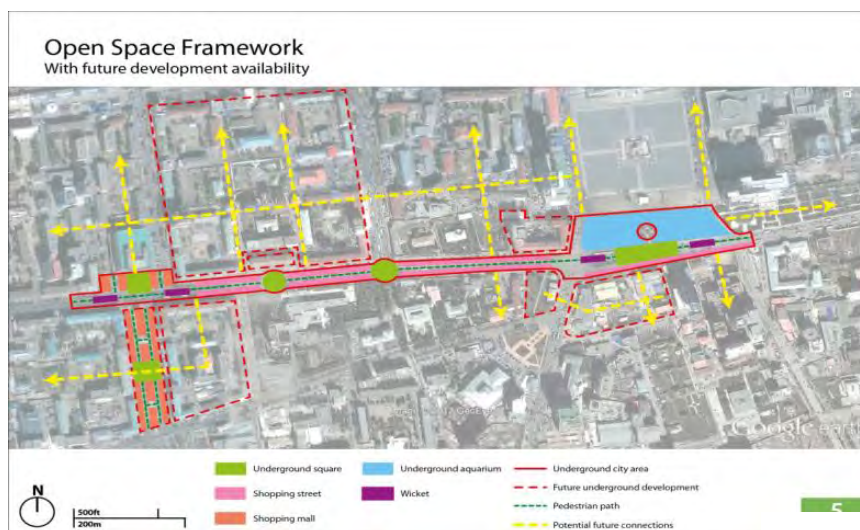 Open Space Framework
With future development availability
Google earth
N
500ft
200m
Underground square
Shopping street
Shopping mall
Underground aquarium
Wicket
Underground city area
Future underground development
Pedestrian path
Potential future connections
5